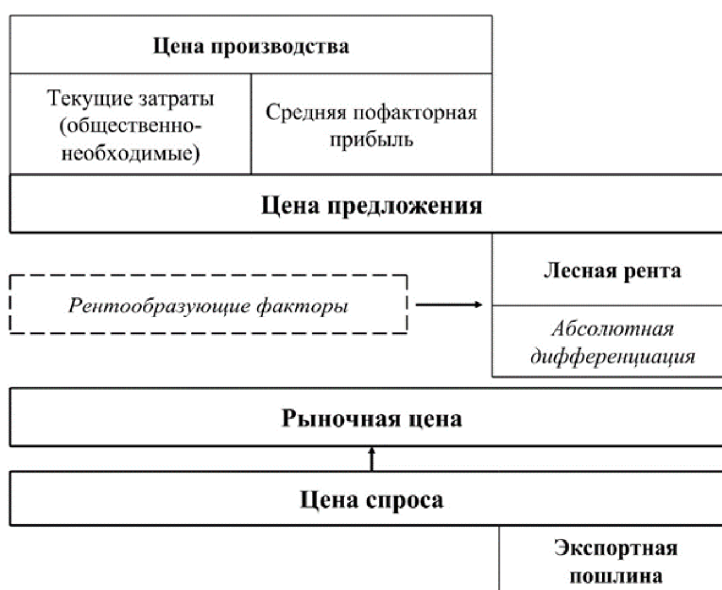 Цена производства
Текущие затраты
(общественно-
необходимые)
Средняя пофакторная
прибыль
Цена предложения
Лесная рента
Рентообразующие факторы
Абсолютная
дифференциация
Рыночная цена
Цена спроса
Экспортная
пошлина